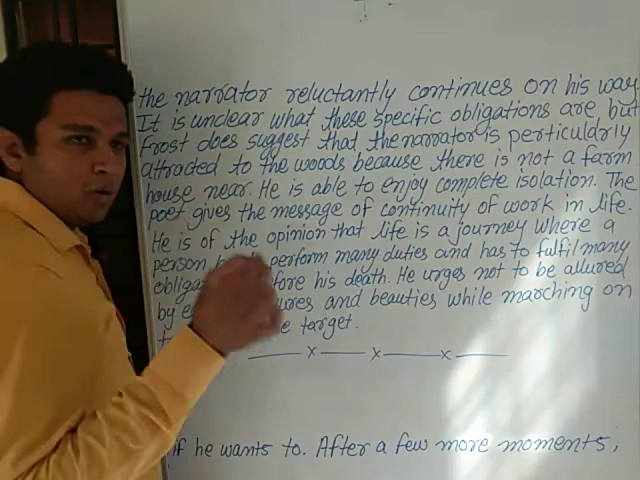 the narrator reluctantly continues on his way
It is unclear what these specific obligations are but
Frost does suggest that the narrator is perticuldrly
attracted to the woods because there is not a farm
house near. He is able to enjoy complete isolation. The
poet gives the message of continuity of work in life.
He is of the opinion that life is a journey where a
person perform many duties and has to fulfil many
his death. He urges not to be allured
by and beauties while marching on
target.
if he wants to. After a few more moments,